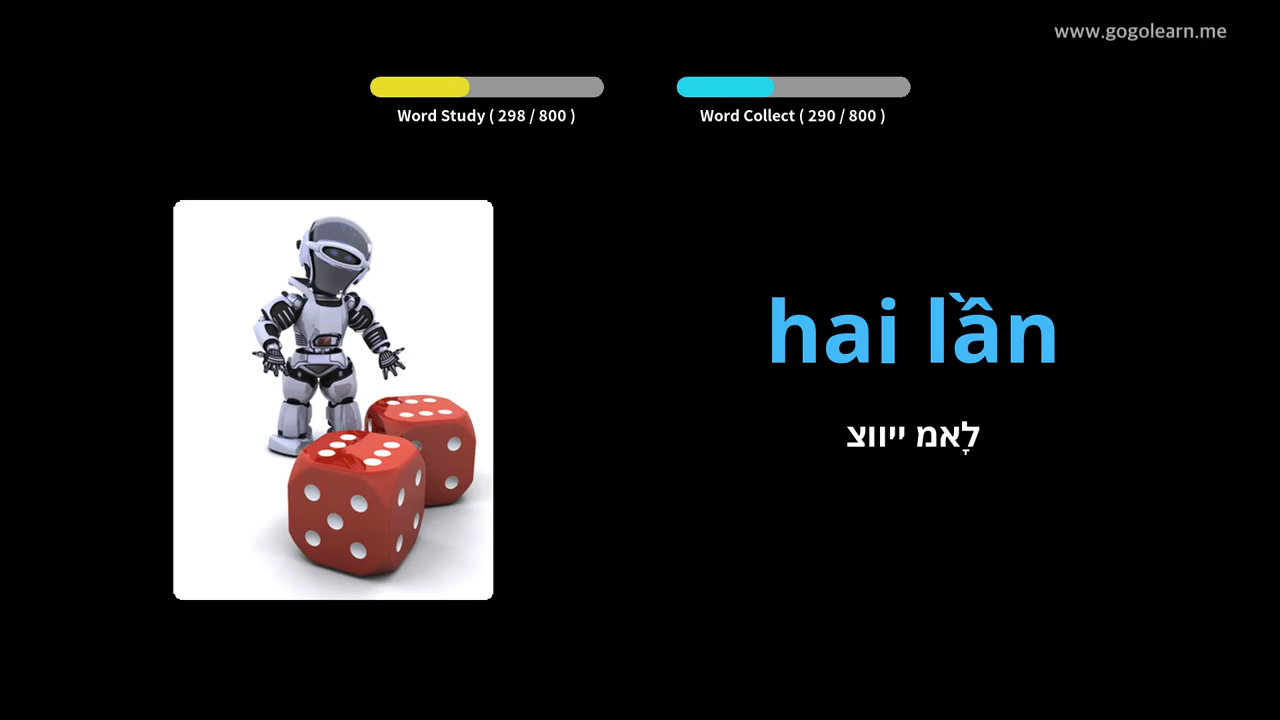 www.gogolearn.me
Word Study ( 298 / 800 )
Word Collect ( 290 / 800 )
hai lần
לָאמ ייווצ